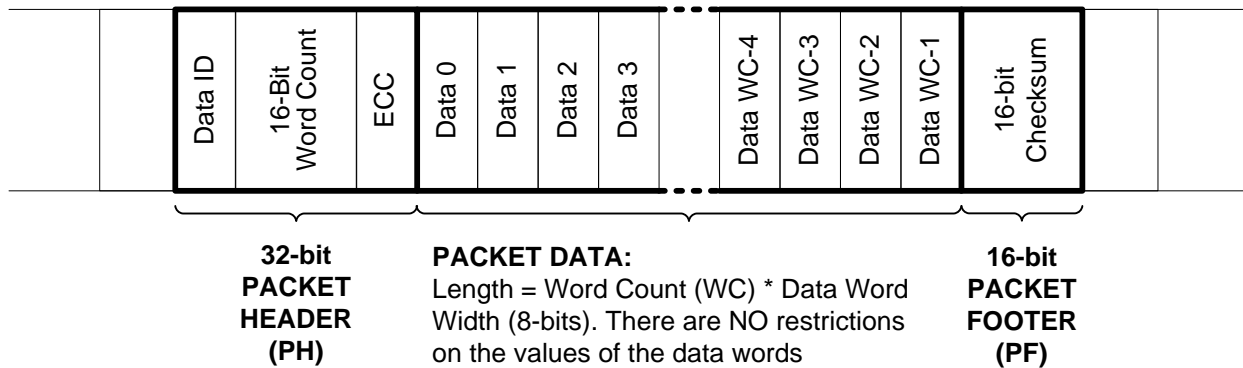 Data ID
16-Bit
Word Count
ECC
Data 0
Data 1
Data 2
Data 3
Data WC-4
Data WC-3
Data WC-2
Data WC-1
16-bit
Checksum
32-bit
PACKET
HEADER
(PH)
PACKET DATA:
Length = Word Count (WC) * Data Word
Width (8-bits). There are NO restrictions
on the values of the data words
16-bit
PACKET
FOOTER
(PF)